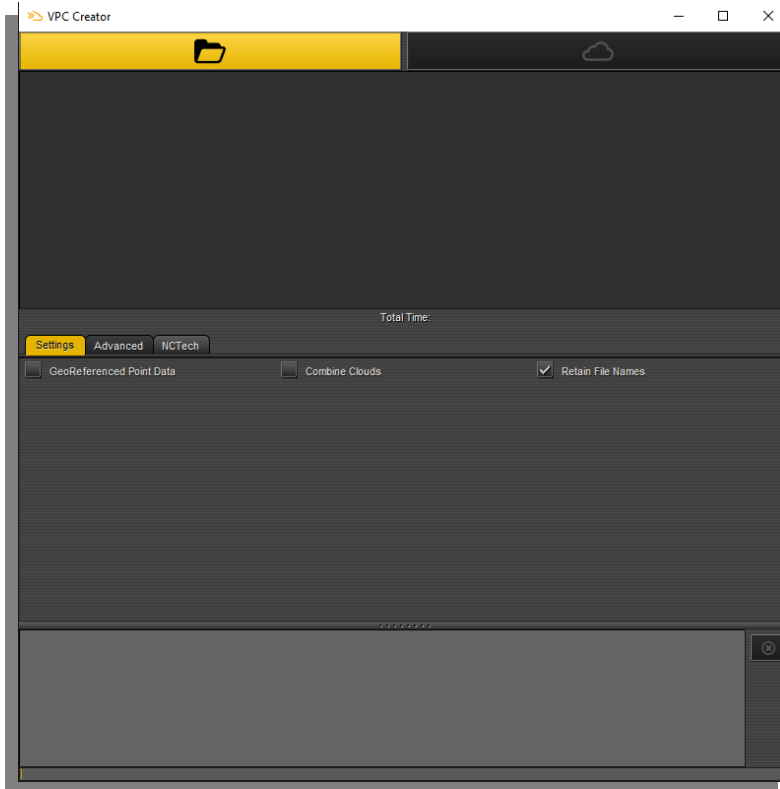 VPC Creator
Total Time:
Settings Advanced NCTech
GeoReferenced Point Data Combine Clouds Retain File Names